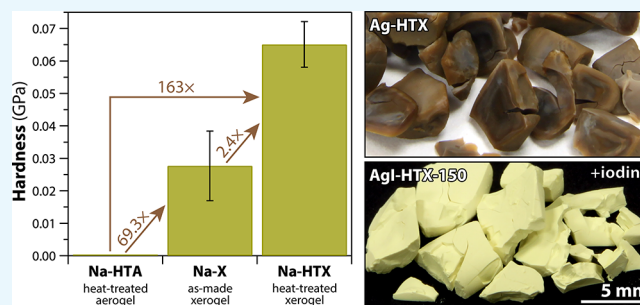 Hardness (GPa)
0.07
0.06
0.05
0.04
0.03
0.02
0.01
0.00
163×
69.3×
2.4×
Na-HTA
heat-treated
aerogel
Na-X
as-made
xerogel
Na-HTX
heat-treated
xerogel
Ag-HTX
AgI-HTX-150
+iodin
5 mm